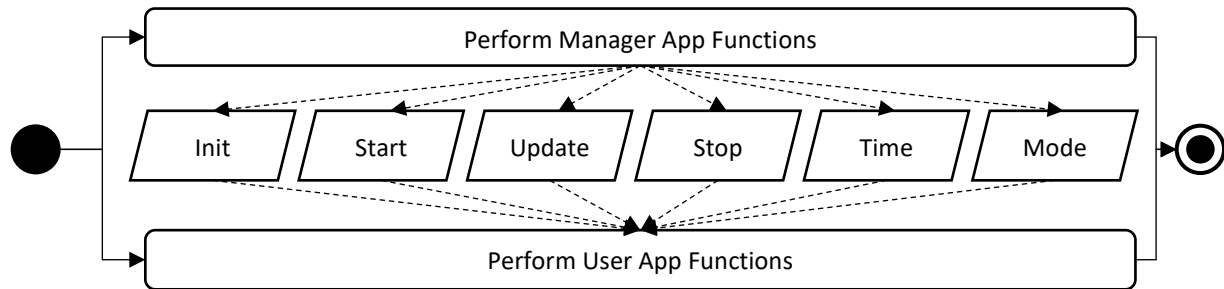 Perform Manager App Functions
Init
Start
Update
Stop
Time
Mode
Perform User App Functions